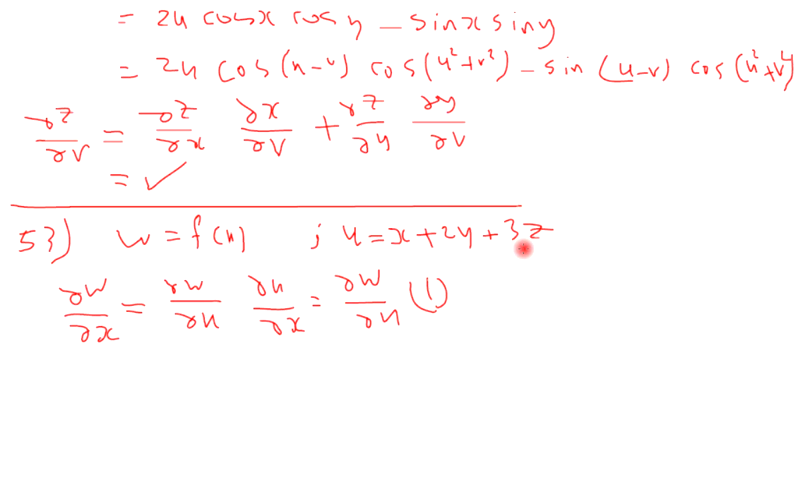 = 2u cosx cosy - sinx siny
= 2u cos(u-v) cos(u²+v²) - sin (u-v) cos(u²+v²)
∂z/∂v = ∂z/∂x ∂x/∂v + ∂z/∂y ∂y/∂v
= ✓
53) w = f(u) ; u = x + 2y + 3z
∂w/∂x = ∂w/∂u ∂u/∂x = ∂w/∂u (1)